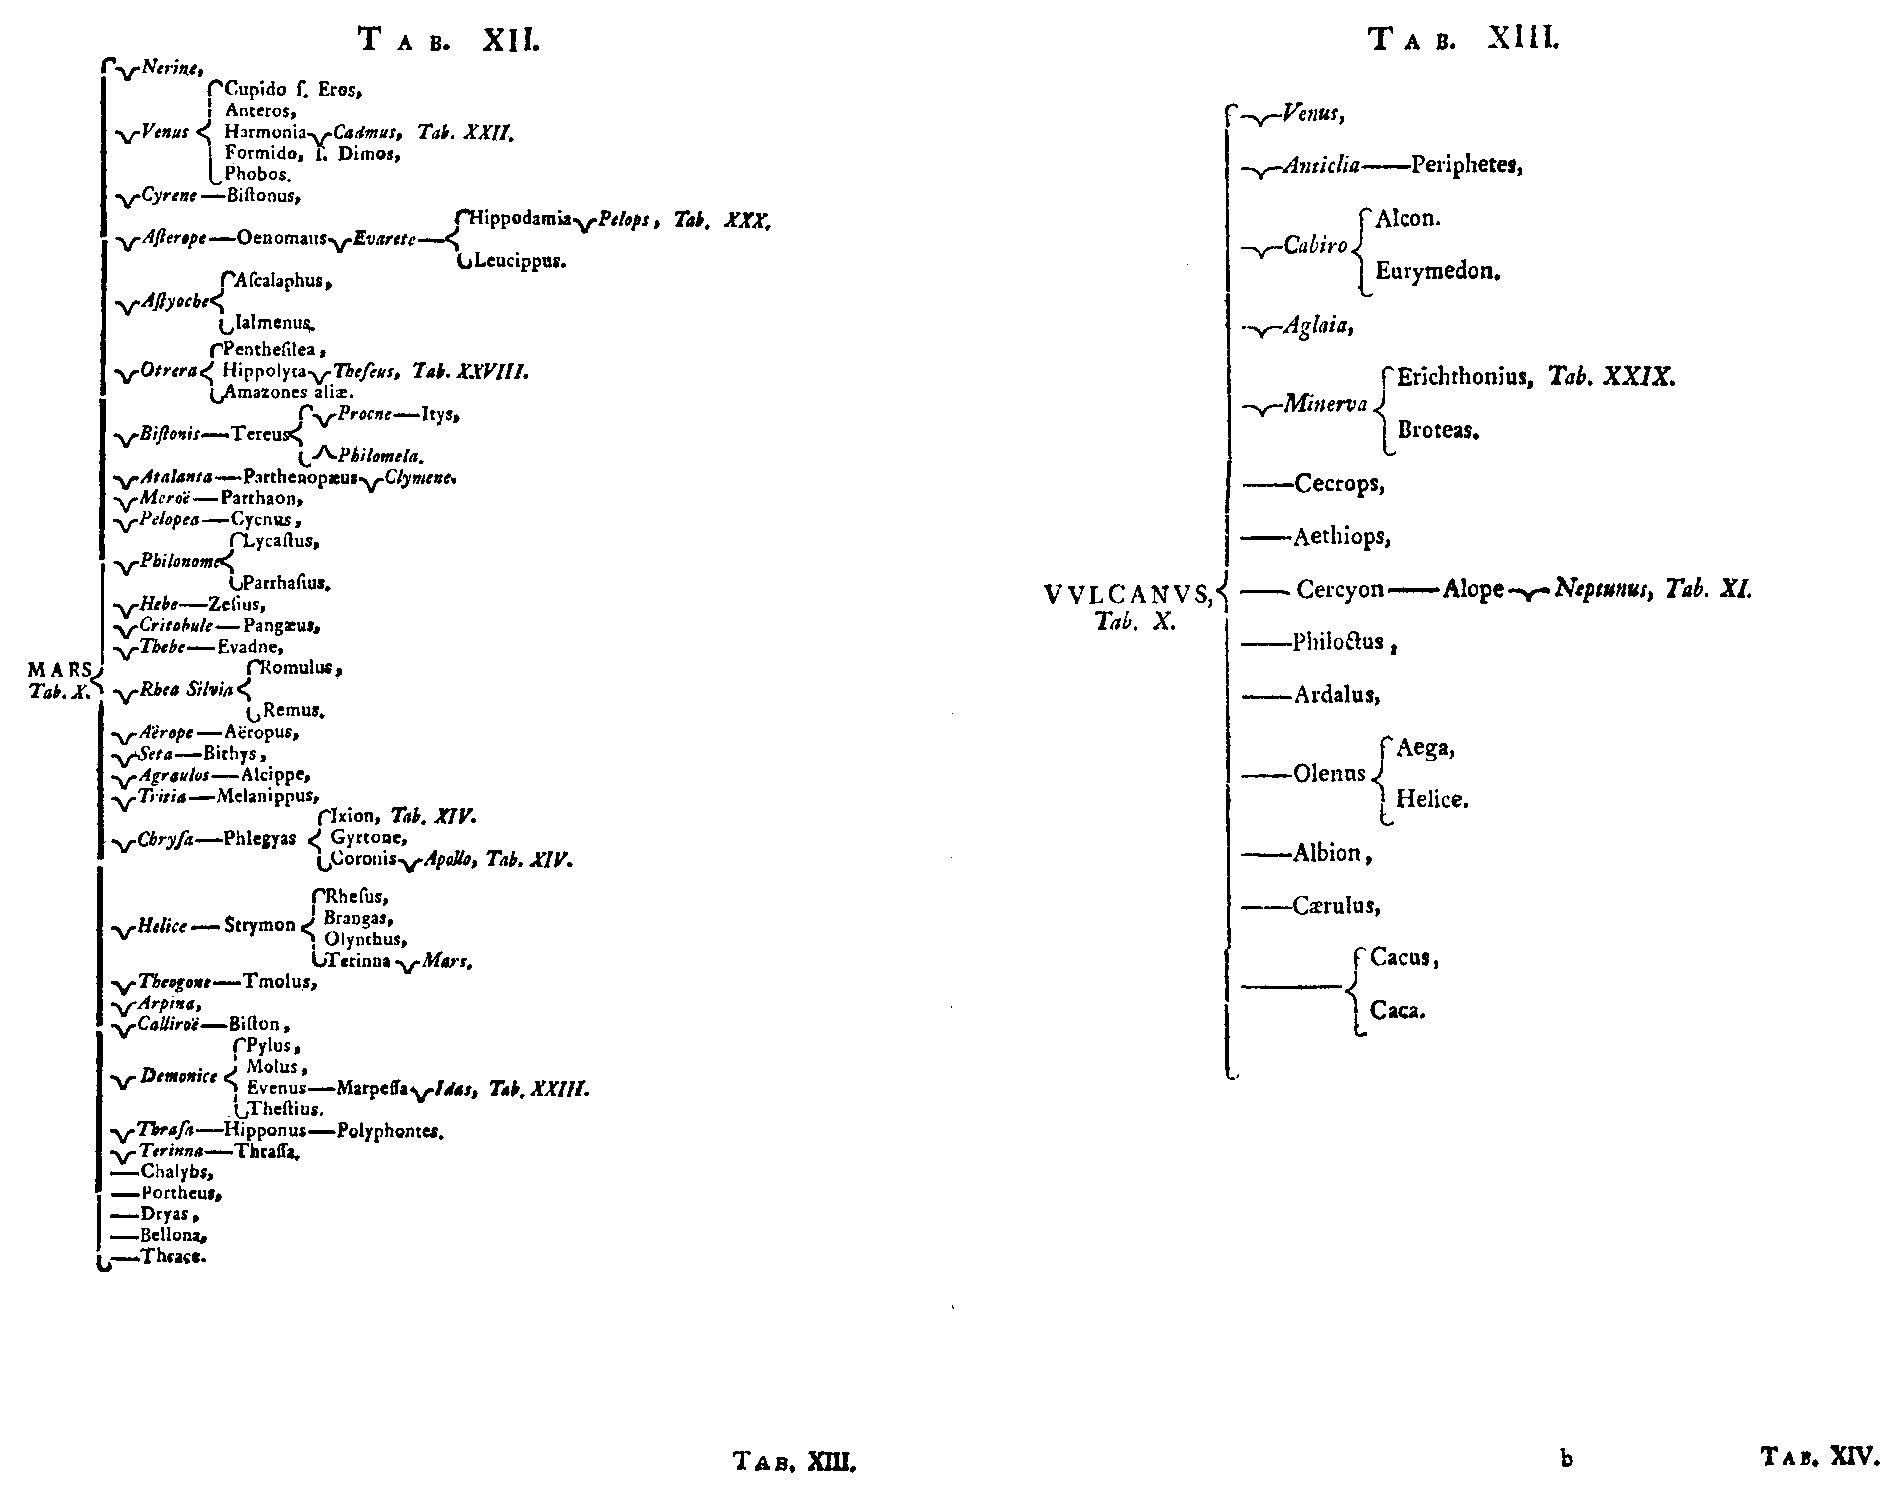 TAB. XII.
Nerine,
Cupido ſ. Eros,
Anteros,
Venus Harmonia Cadmus, Tab. XXII.
Formido, ſ. Dimos,
Phobos.
Cyrene — Biſtonus,
Hippodamia Pelops, Tab. XXX.
Aſterope — Oenomaus Evarete —
Leucippus.
Aſcalaphus,
Aſtyoche
Ialmenus.
Pentheſilea,
Otrera Hippolyta Theſeus, Tab. XXVIII.
Amazones aliæ.
Procne — Itys,
Biſtonis — Tereus
Philomela.
Atalanta — Parthenopæus Clymene.
Meroë — Parthaon,
Pelopea — Cycnus,
Lycaſtus,
Philonome
Parrhaſius.
Hebe — Zeſius,
Critobule — Pangæus,
Thebe — Evadne,
Romulus,
MARS Tab. X.
Rhea Silvia
Remus.
Aërope — Aëropus,
Seta — Bithys,
Agraulos — Alcippe,
Tritia — Melanippus,
Ixion, Tab. XIV.
Chryſa — Phlegyas Gyrtone,
Coronis Apollo, Tab. XIV.
Rheſus,
Brangas,
Helice — Strymon
Olynthus,
Terinna Mars.
Theogone — Tmolus,
Arpina,
Calliroë — Biſton,
Pylus,
Molus,
Demonice
Evenus — Marpeſſa Idas, Tab. XXIII.
Theſtius.
Thraſa — Hipponus — Polyphontes.
Terinna — Thraſſa.
— Chalybs,
— Portheus,
— Dryas,
— Bellona,
— Thrace.
TAB. XIII.
TAB. XIII.
Venus,
Anticlia — Periphetes,
Alcon.
Cabiro
Eurymedon.
Aglaia,
Erichthonius, Tab. XXIX.
Minerva
Broteas.
— Cecrops,
— Aethiops,
VVLCANVS,
Tab. X.
— Cercyon — Alope Neptunus, Tab. XI.
— Philoctus,
— Ardalus,
Aega,
— Olenus
Helice.
— Albion,
— Cærulus,
Cacus,
—
Caca.
b TAB. XIV.